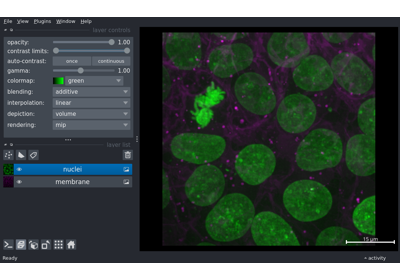 File View Plugins Window Help
layer controls
opacity: 1.00
contrast limits:
auto-contrast: once continuous
gamma: 1.00
colormap: green
blending: additive
interpolation: linear
depiction: volume
rendering: mip
layer list
nuclei
membrane
15 μm
Ready
activity